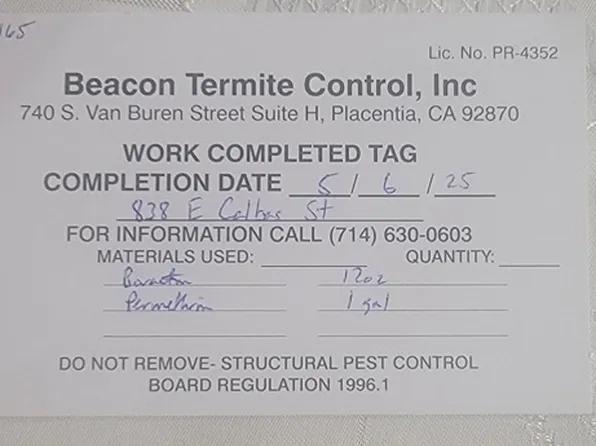 165
Lic. No. PR-4352
Beacon Termite Control, Inc
740 S. Van Buren Street Suite H, Placentia, CA 92870
WORK COMPLETED TAG
COMPLETION DATE 5 / 6 / 25
838 E St
FOR INFORMATION CALL (714) 630-0603
MATERIALS USED: QUANTITY:
12oz
Permethrin 1 gal
DO NOT REMOVE- STRUCTURAL PEST CONTROL
BOARD REGULATION 1996.1